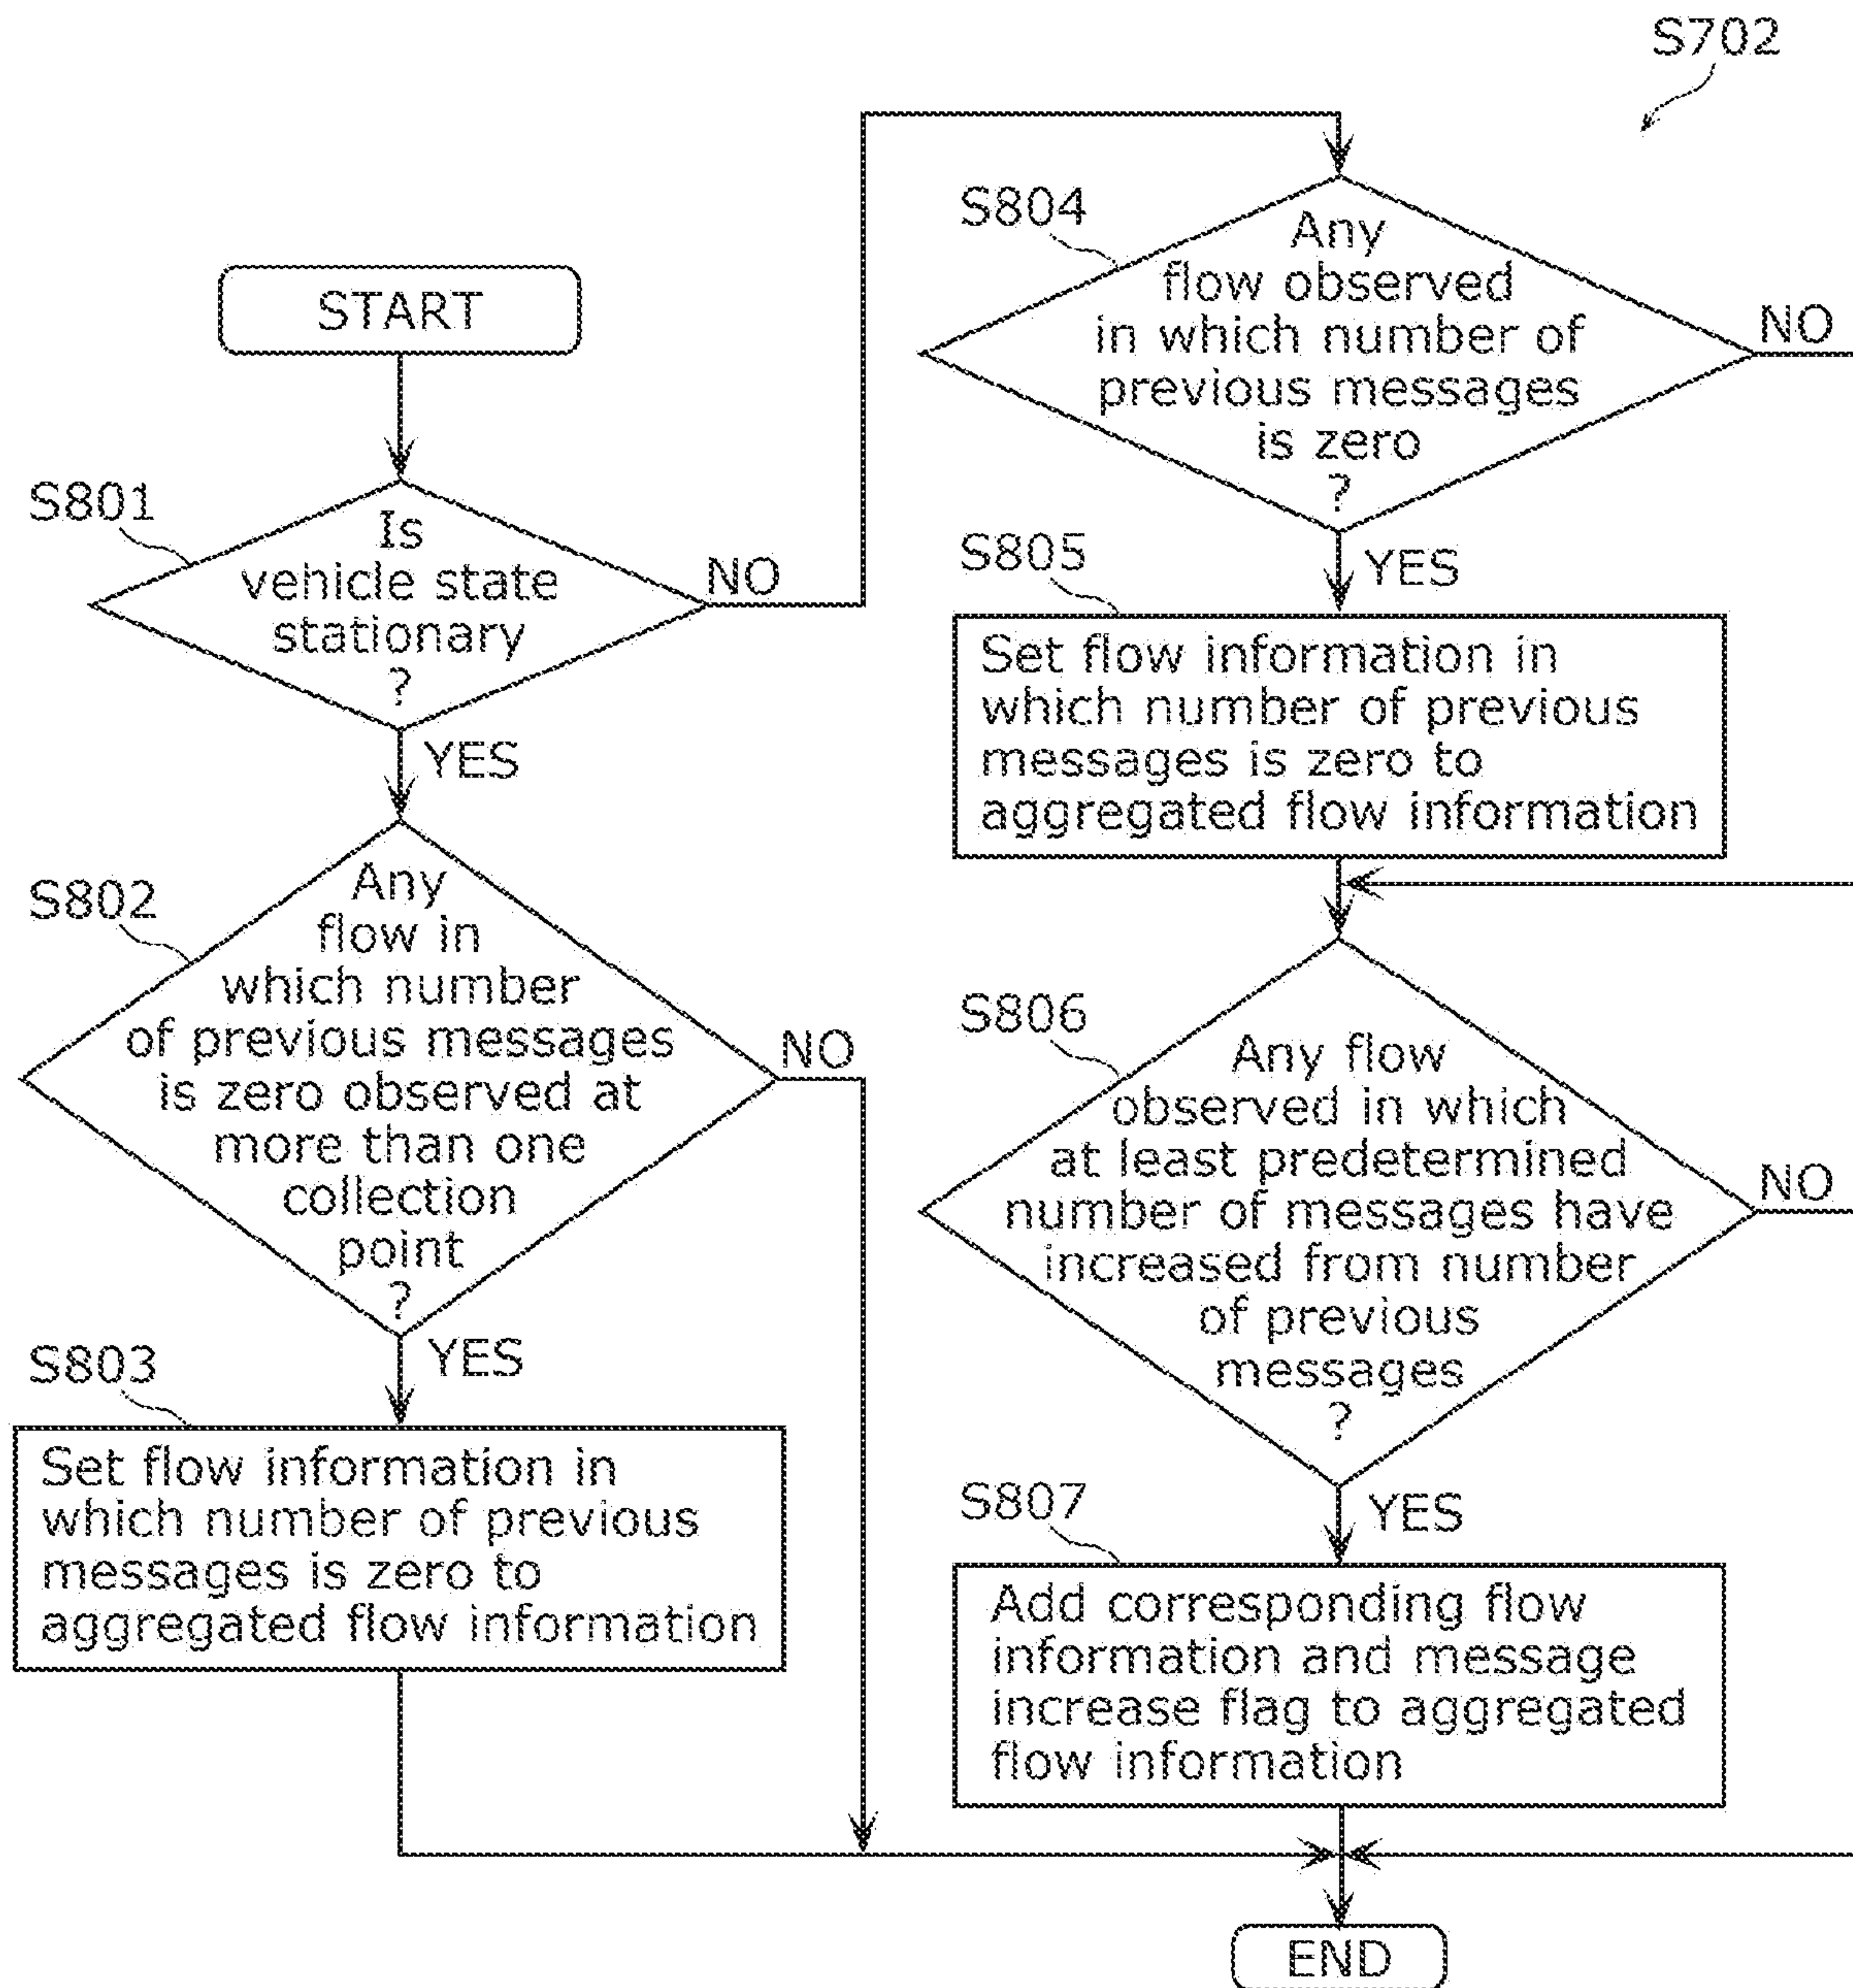 S702
START
S801
Is
vehicle state
stationary
?
NO
YES
S802
Any
flow in
which number
of previous messages
is zero observed at
more than one
collection
point
?
NO
YES
S803
Set flow information in
which number of previous
messages is zero to
aggregated flow information
S804
Any
flow observed
in which number of
previous messages
is zero
?
NO
YES
S805
Set flow information in
which number of previous
messages is zero to
aggregated flow information
S806
Any flow
observed in which
at least predetermined
number of messages have
increased from number
of previous
messages
?
NO
YES
S807
Add corresponding flow
information and message
increase flag to aggregated
flow information
END